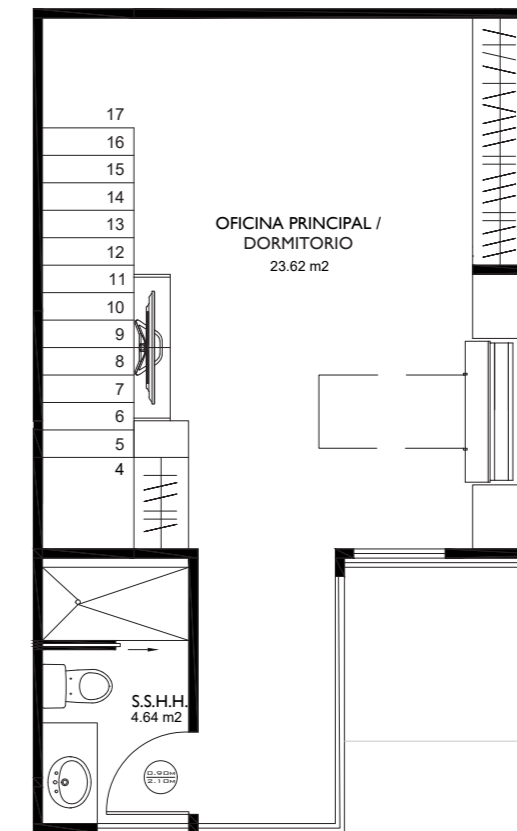 17
16
15
14
13
12
11
10
9
8
7
6
5
4
OFICINA PRINCIPAL /
DORMITORIO
23.62 m2
S.S.H.H.
4.64 m2
0.90M
2.10M